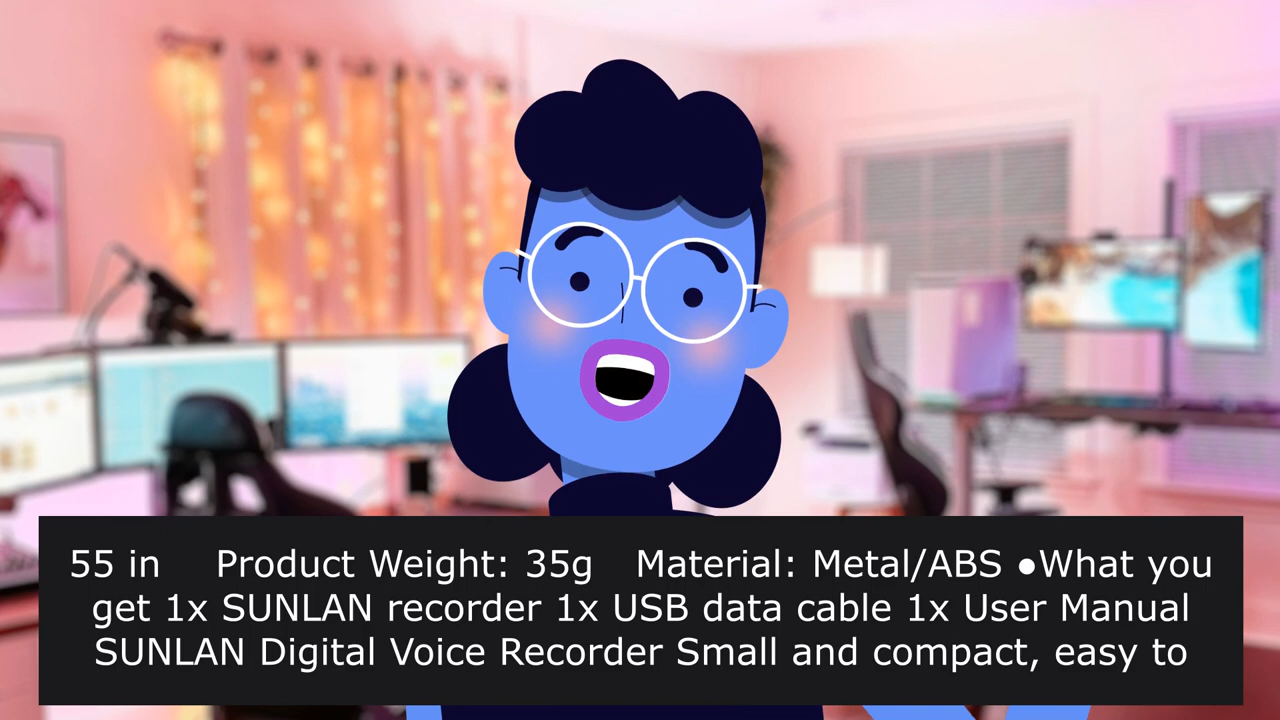 55 in Product Weight: 35g Material: Metal/ABS ●What you
get 1x SUNLAN recorder 1x USB data cable 1x User Manual
SUNLAN Digital Voice Recorder Small and compact, easy to